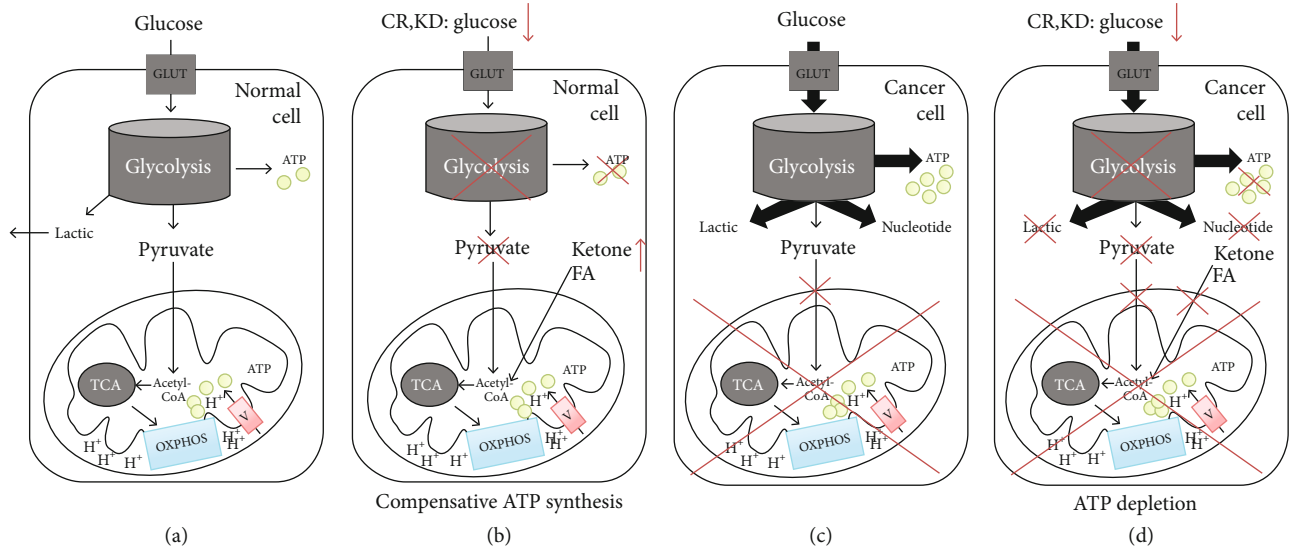 Glucose
GLUT
Normal
cell
Glycolysis
ATP
Lactic
Pyruvate
TCA
Acetyl-
CoA
ATP
H+
V
OXPHOS
H+
H+
H+
H+
H+
H+
(a)
CR,KD: glucose
GLUT
Normal
cell
Glycolysis
ATP
Pyruvate
Ketone
FA
TCA
Acetyl-
CoA
ATP
H+
V
OXPHOS
H+
H+
H+
H+
H+
H+
Compensative ATP synthesis
(b)
Glucose
GLUT
Cancer
cell
Glycolysis
ATP
Lactic
Nucleotide
Pyruvate
TCA
Acetyl-
CoA
ATP
H+
V
OXPHOS
H+
H+
H+
H+
H+
H+
(c)
CR,KD: glucose
GLUT
Cancer
cell
Glycolysis
ATP
Lactic
Nucleotide
Pyruvate
Ketone
FA
TCA
Acetyl-
CoA
ATP
H+
V
OXPHOS
H+
H+
H+
H+
H+
H+
ATP depletion
(d)